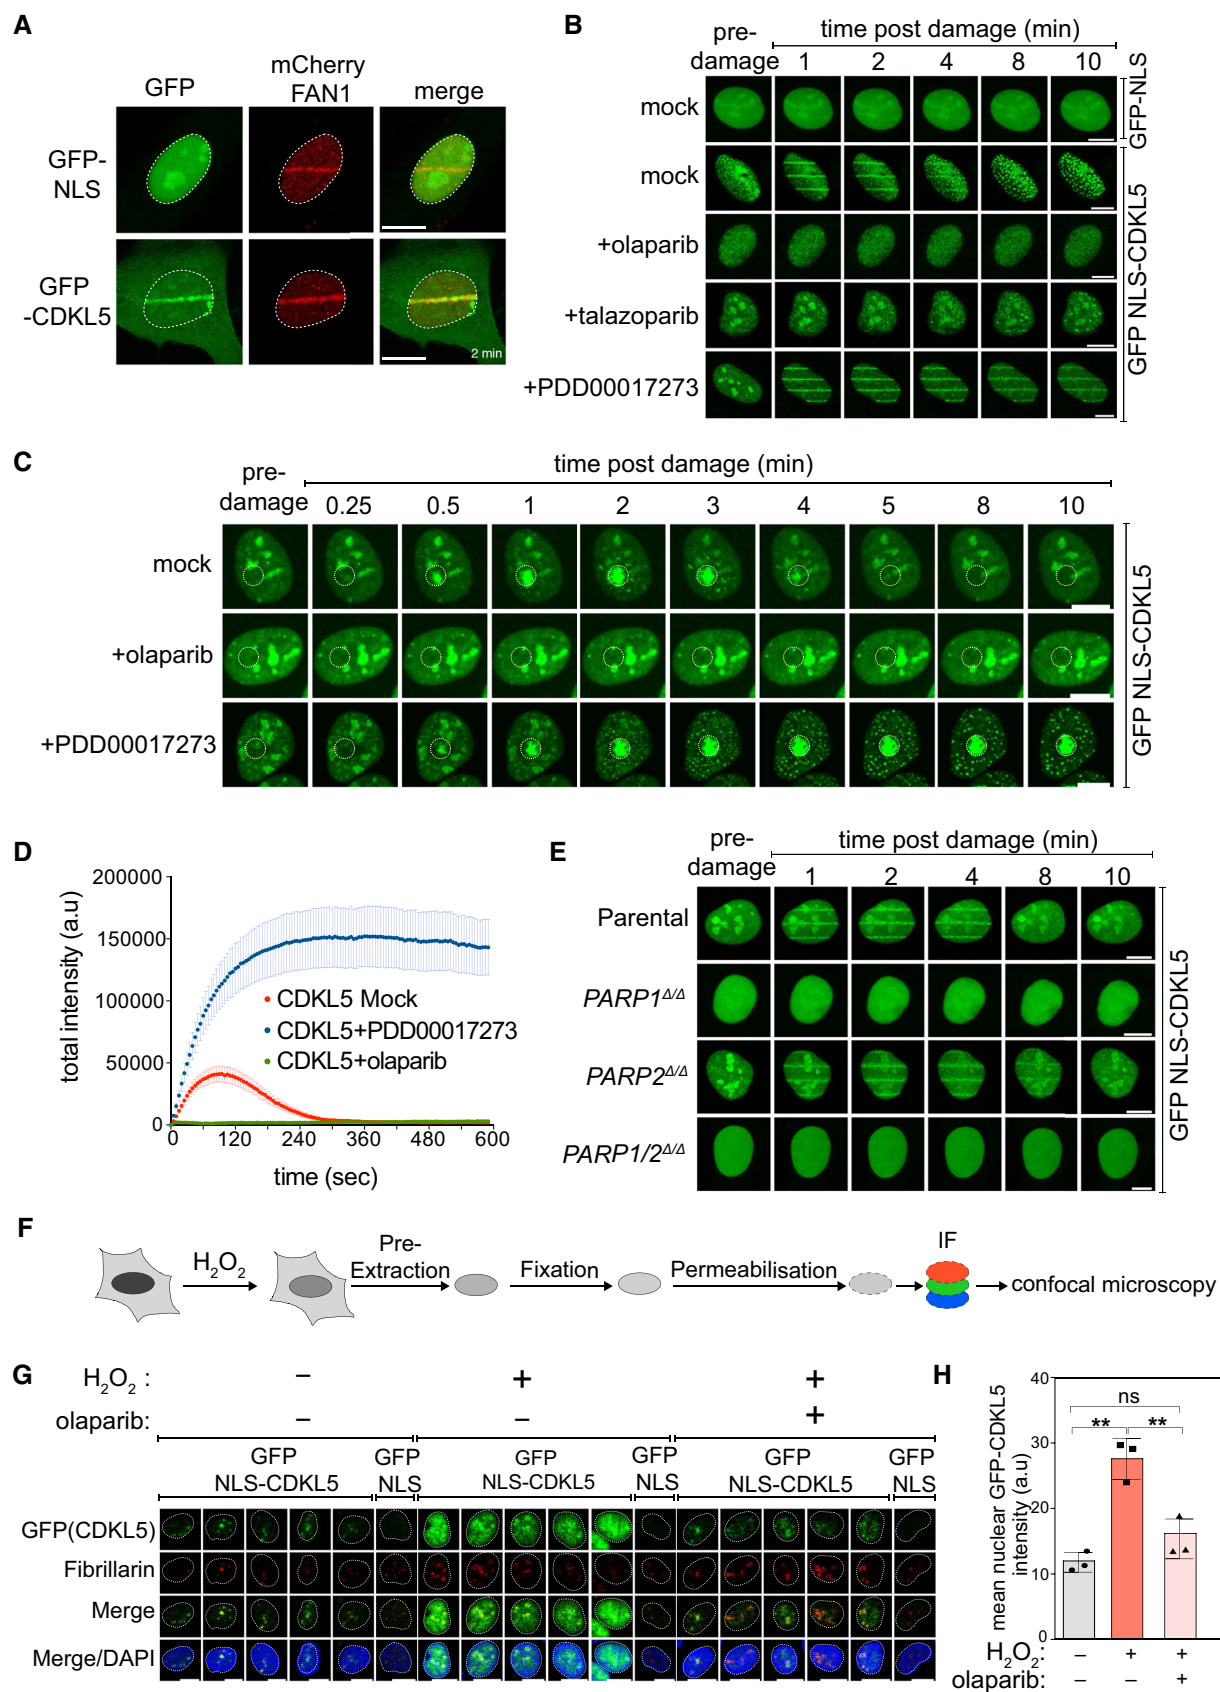 A
GFP
mCherry
FAN1
merge
GFP-
NLS
GFP
-CDKL5
2 min
B
pre-
damage
time post damage (min)
1 2 4 8 10
mock
GFP-NLS
mock
+olaparib
+talazoparib
+PDD00017273
GFP NLS-CDKL5
C
pre-
damage
time post damage (min)
0.25 0.5 1 2 3 4 5 8 10
mock
+olaparib
+PDD00017273
GFP NLS-CDKL5
D
total intensity (a.u)
200000
150000
100000
50000
0
CDKL5 Mock
CDKL5+PDD00017273
CDKL5+olaparib
0 120 240 360 480 600
time (sec)
E
pre-
damage
time post damage (min)
1 2 4 8 10
Parental
PARP1Δ/Δ
PARP2Δ/Δ
PARP1/2Δ/Δ
GFP NLS-CDKL5
F
H2O2
Pre-
Extraction
Fixation
Permeabilisation
IF
confocal microscopy
G
H2O2 : – + +
olaparib: – – +
GFP
NLS-CDKL5
GFP
NLS
GFP
NLS-CDKL5
GFP
NLS
GFP
NLS-CDKL5
GFP
NLS
GFP(CDKL5)
Fibrillarin
Merge
Merge/DAPI
H
mean nuclear GFP-CDKL5
intensity (a.u)
40
30
20
10
0
ns
** **
H2O2: – + +
olaparib: – – +